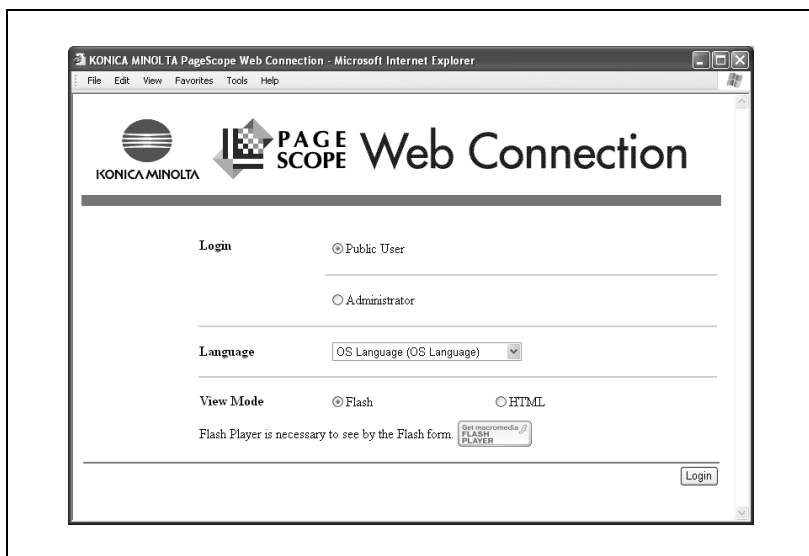 KONICA MINOLTA PageScope Web Connection - Microsoft Internet Explorer
File Edit View Favorites Tools Help
KONICA MINOLTA
PAGE SCOPE Web Connection
Login
Public User
Administrator
Language
OS Language (OS Language)
View Mode
Flash
HTML
Flash Player is necessary to see by the Flash form.
Get macromedia
FLASH
PLAYER
Login